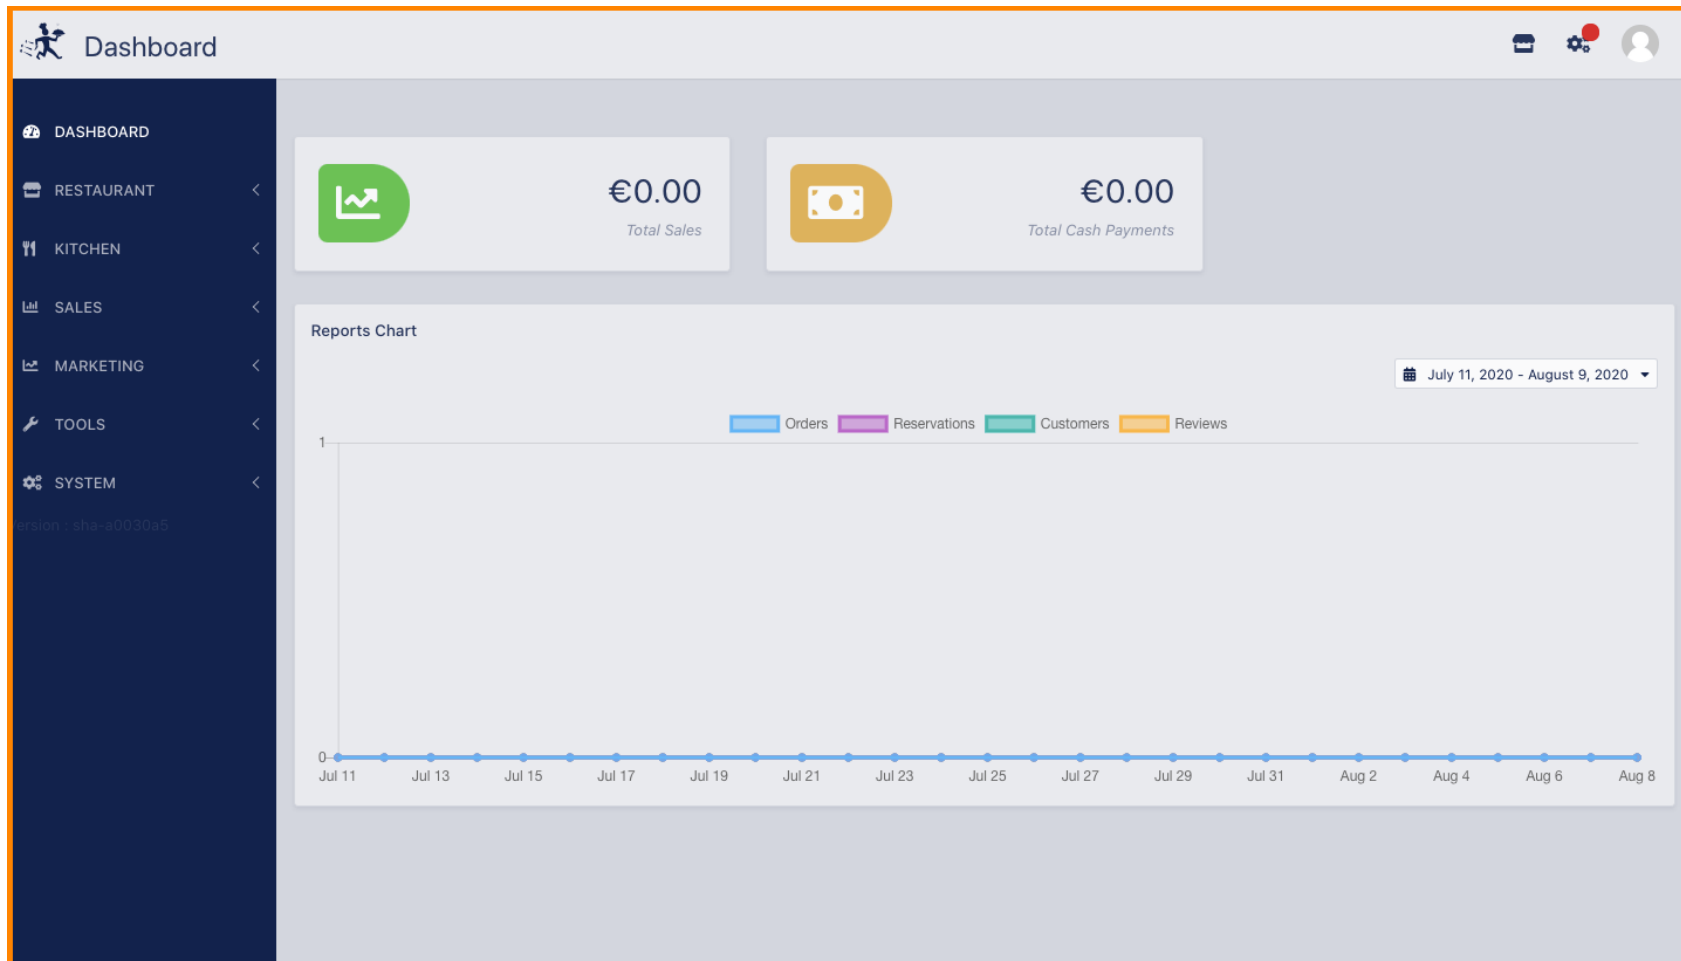 Dashboard
DASHBOARD
RESTAURANT
KITCHEN
SALES
MARKETING
TOOLS
SYSTEM
Version : sha-a0030a5
€0.00
Total Sales
€0.00
Total Cash Payments
Reports Chart
July 11, 2020 - August 9, 2020
Orders Reservations Customers Reviews
1
0
Jul 11 Jul 13 Jul 15 Jul 17 Jul 19 Jul 21 Jul 23 Jul 25 Jul 27 Jul 29 Jul 31 Aug 2 Aug 4 Aug 6 Aug 8